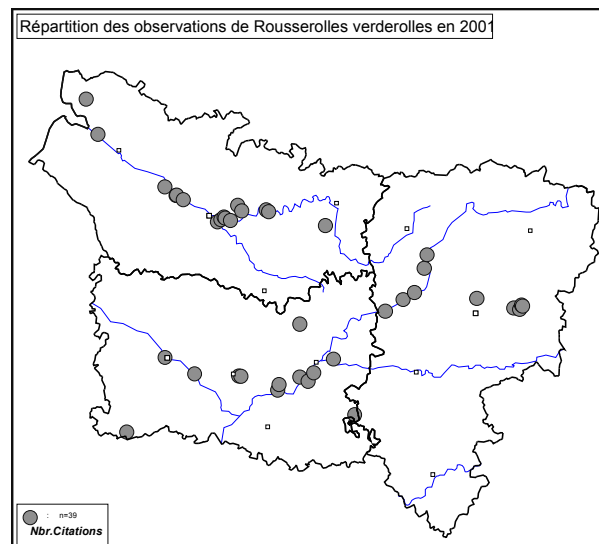 Répartition des observations de Rousserolles verderolles en 2001
: n=39
Nbr.Citations